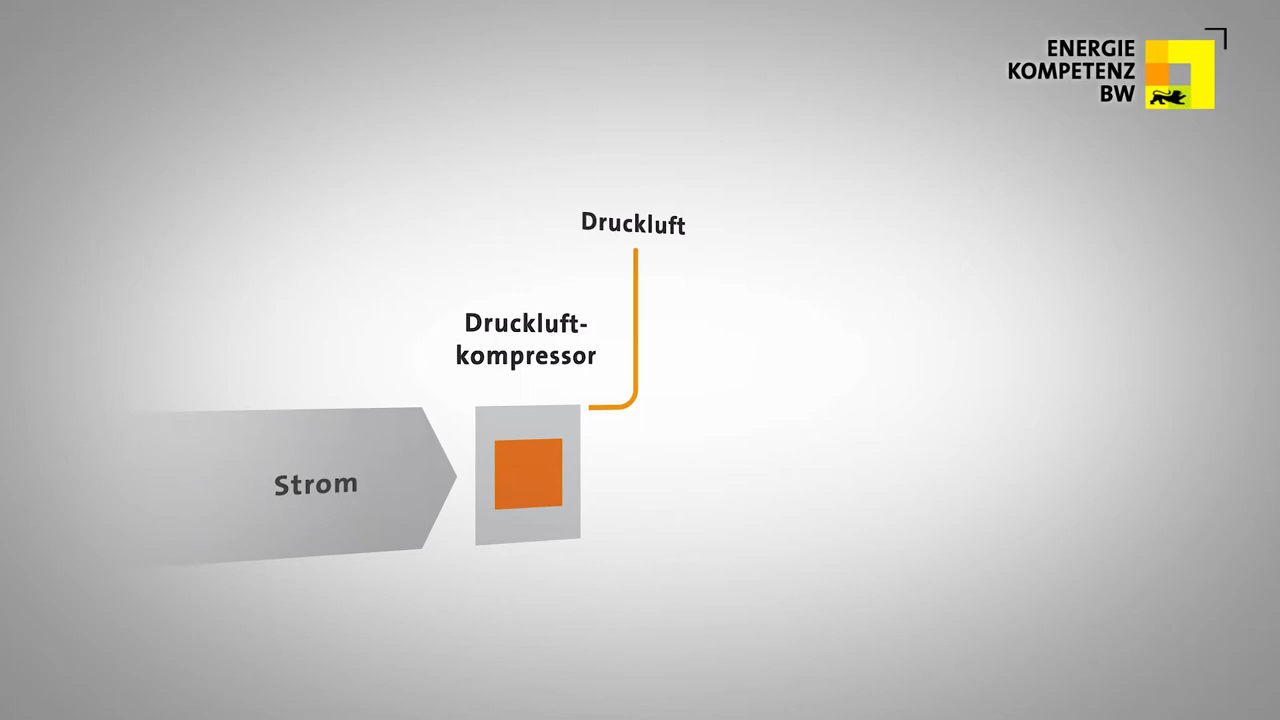 ENERGIE
KOMPETENZ
BW
Druckluft
Druckluft-
kompressor
Strom